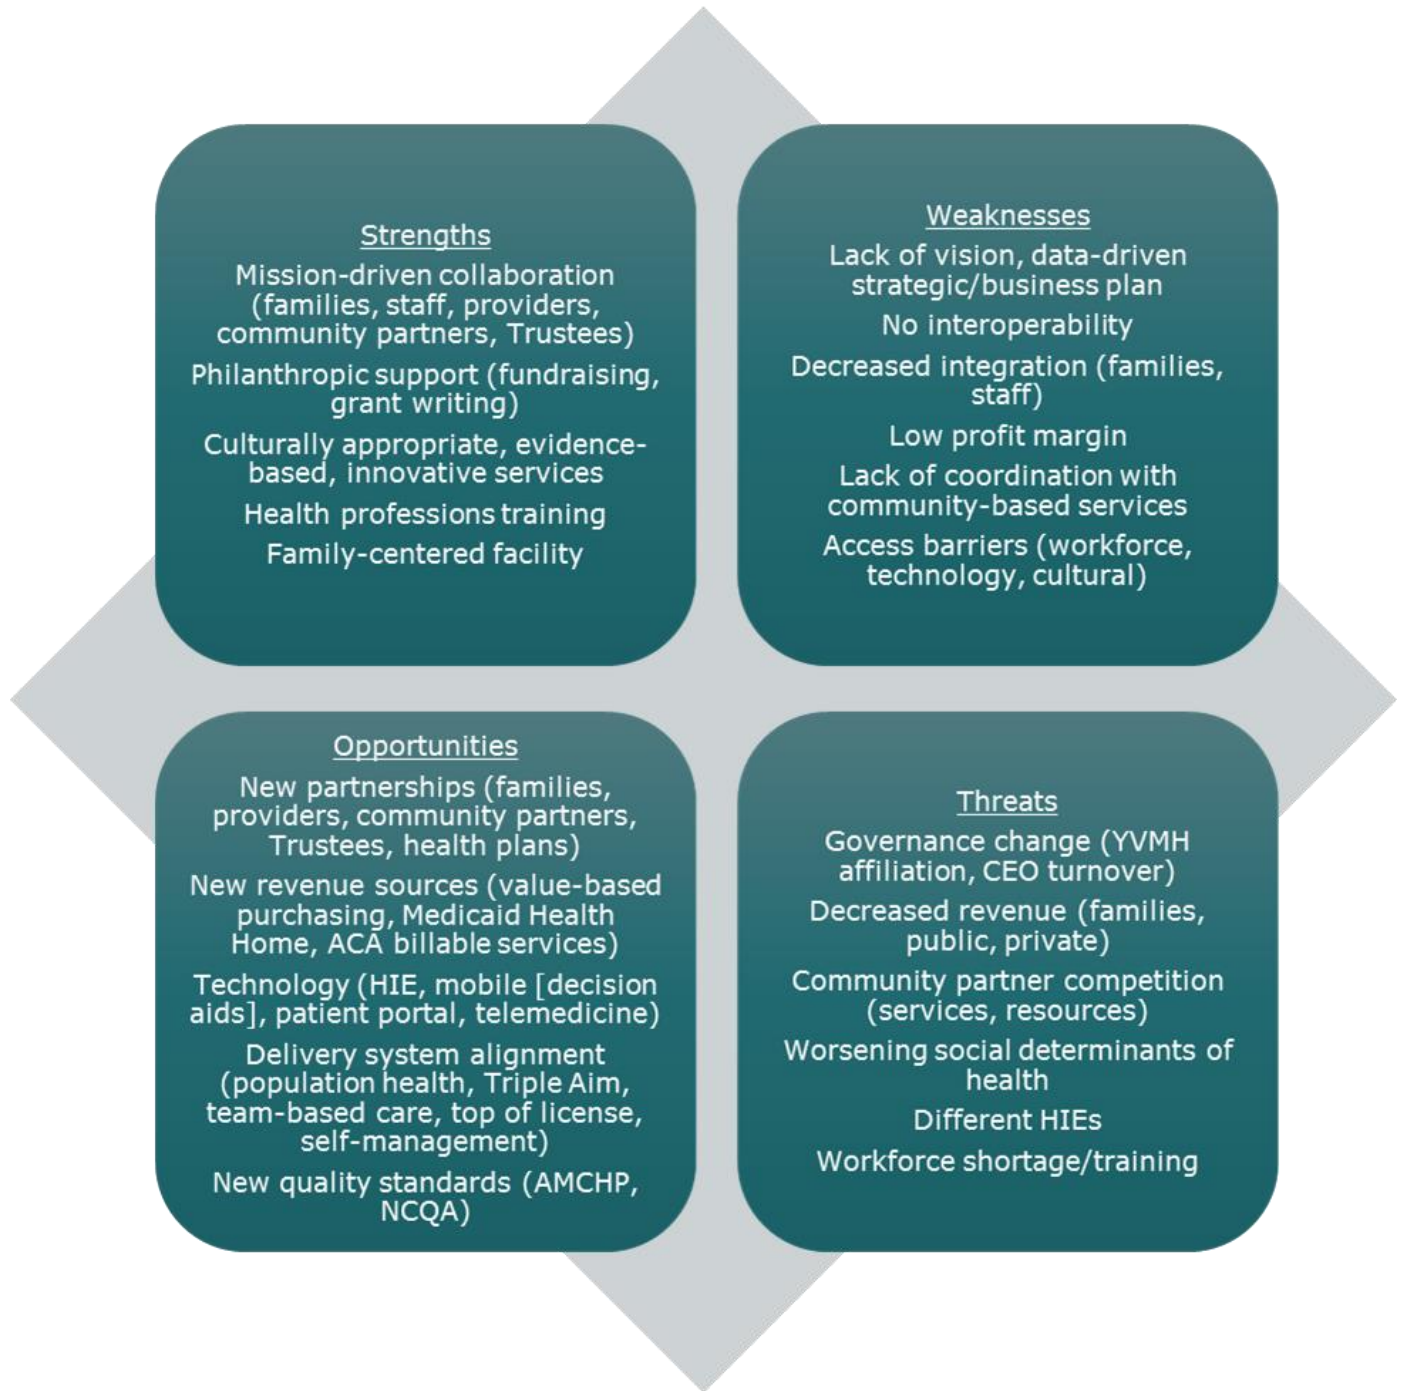 Strengths
Mission-driven collaboration
(families, staff, providers,
community partners, Trustees)
Philanthropic support (fundraising,
grant writing)
Culturally appropriate, evidence-
based, innovative services
Health professions training
Family-centered facility
Weaknesses
Lack of vision, data-driven
strategic/business plan
No interoperability
Decreased integration (families,
staff)
Low profit margin
Lack of coordination with
community-based services
Access barriers (workforce,
technology, cultural)
Opportunities
New partnerships (families,
providers, community partners,
Trustees, health plans)
New revenue sources (value-based
purchasing, Medicaid Health
Home, ACA billable services)
Technology (HIE, mobile [decision
aids], patient portal, telemedicine)
Delivery system alignment
(population health, Triple Aim,
team-based care, top of license,
self-management)
New quality standards (AMCHP,
NCQA)
Threats
Governance change (YVMH
affiliation, CEO turnover)
Decreased revenue (families,
public, private)
Community partner competition
(services, resources)
Worsening social determinants of
health
Different HIEs
Workforce shortage/training